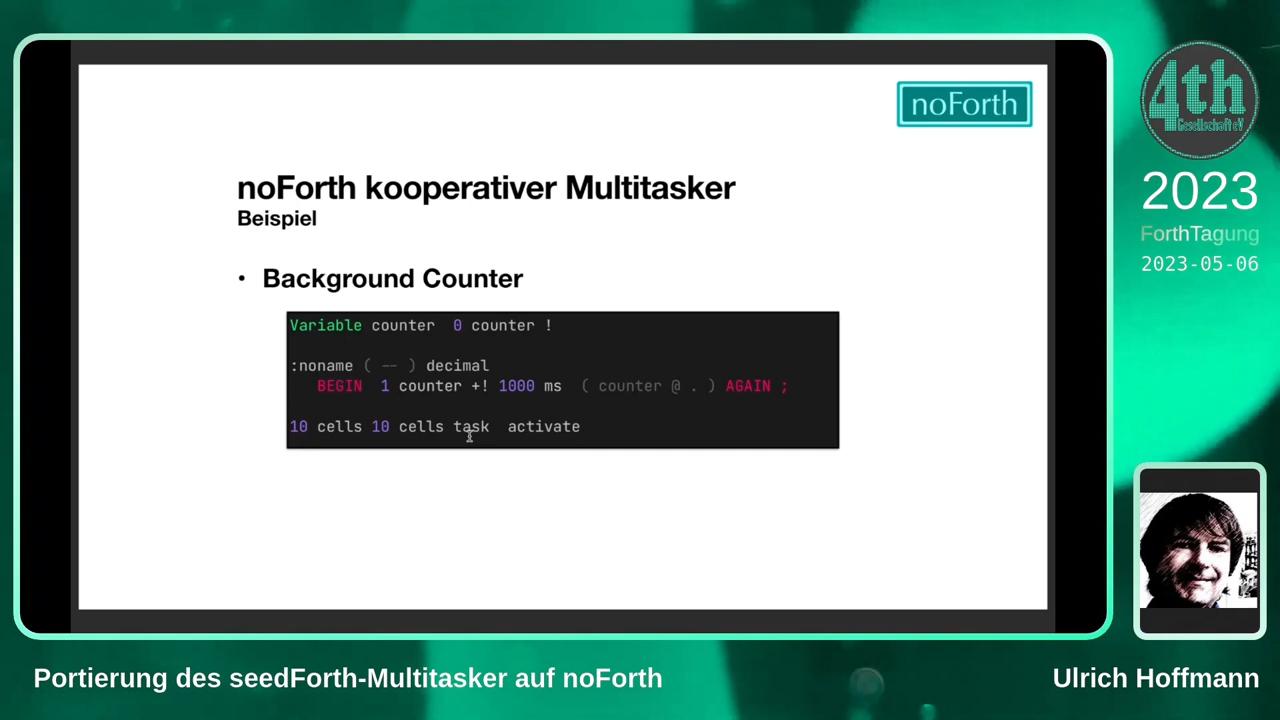 noForth
noForth kooperativer Multitasker
Beispiel
• Background Counter
Variable counter  0 counter !
:noname ( -- ) decimal
   BEGIN  1 counter +! 1000 ms  ( counter @ . ) AGAIN ;
10 cells 10 cells task  activate
4th
Gesellschaft eV
2023
ForthTagung
2023-05-06
Portierung des seedForth-Multitasker auf noForth
Ulrich Hoffmann